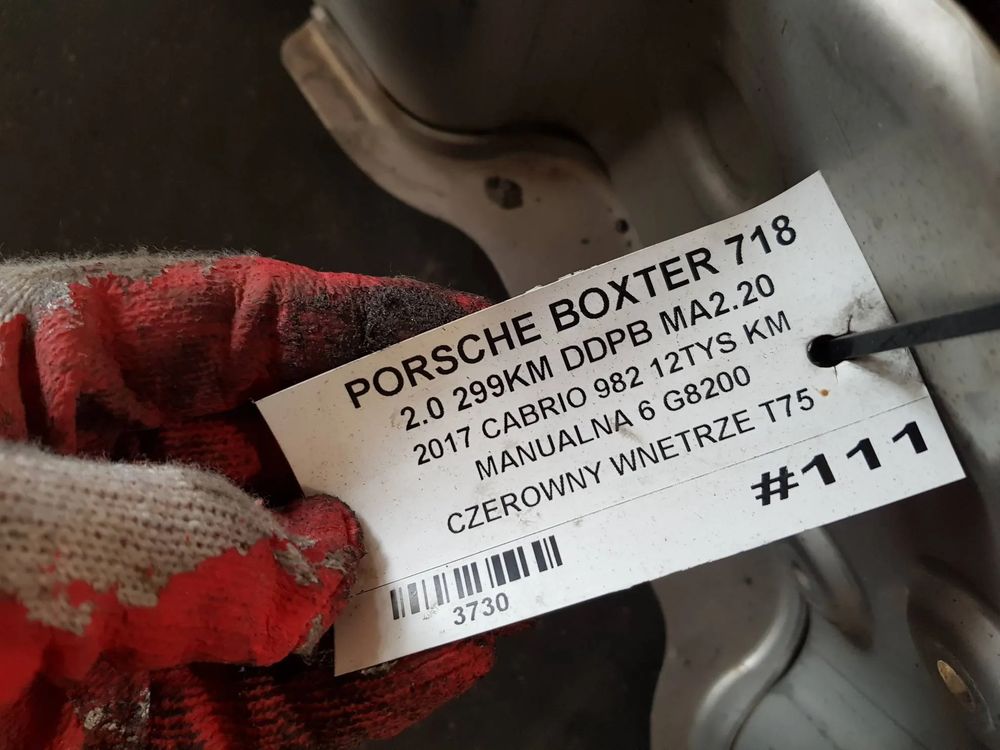 PORSCHE BOXTER 718
2.0 299KM DDPB MA2.20
2017 CABRIO 982 12TYS KM
MANUALNA 6 G8200
CZEROWNY WNETRZE T75
#111
3730